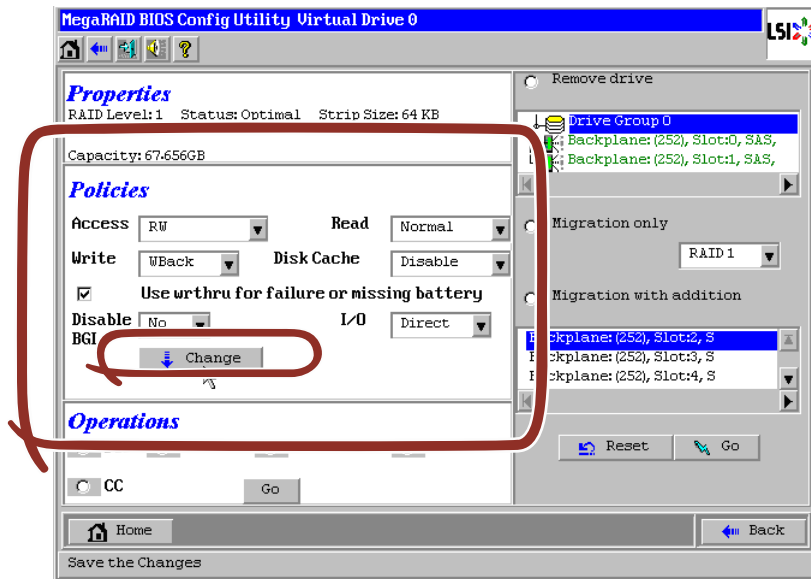 MegaRAID BIOS Config Utility Virtual Drive 0
LSI
Properties
RAID Level: 1 Status: Optimal Strip Size: 64 KB
Capacity: 67.656GB
Policies
Access RW Read Normal
Write WBack Disk Cache Disable
Use wrthru for failure or missing battery
Disable BGI No I/O Direct
Change
Operations
CC
Go
Remove drive
Drive Group 0
Backplane: (252), Slot:0, SAS,
Backplane: (252), Slot:1, SAS,
Migration only
RAID 1
Migration with addition
Backplane: (252), Slot:2, S
Backplane: (252), Slot:3, S
Backplane: (252), Slot:4, S
Reset Go
Home Back
Save the Changes